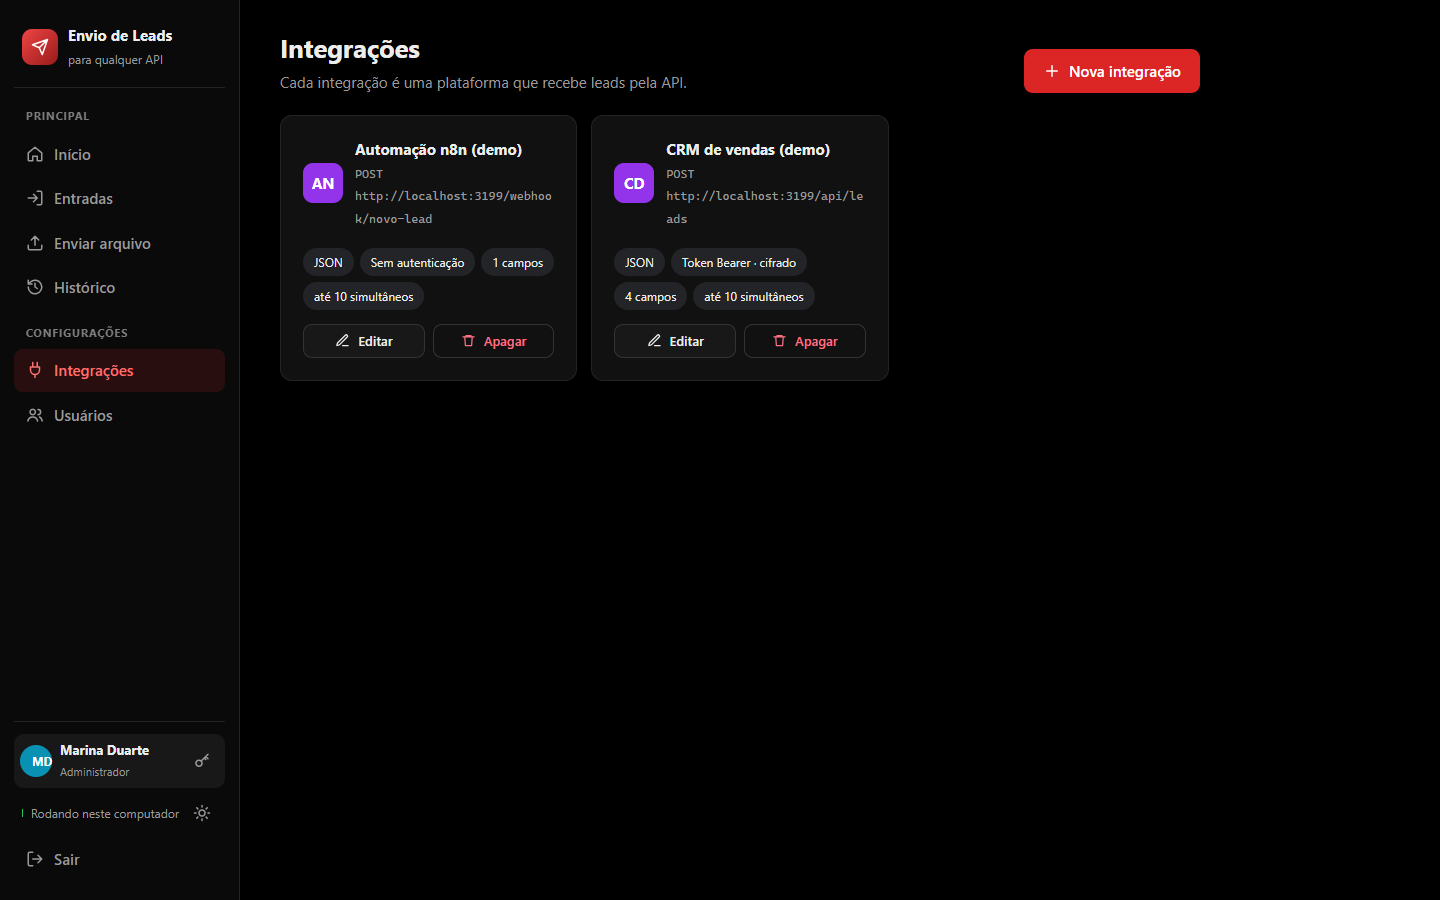 Envio de Leads
para qualquer API
PRINCIPAL
Início
Entradas
Enviar arquivo
Histórico
CONFIGURAÇÕES
Integrações
Usuários
MD
Marina Duarte
Administrador
Rodando neste computador
Sair
Integrações
Cada integração é uma plataforma que recebe leads pela API.
Nova integração
AN
Automação n8n (demo)
POST
http://localhost:3199/webhoo
k/novo-lead
JSON
Sem autenticação
1 campos
até 10 simultâneos
Editar
Apagar
CD
CRM de vendas (demo)
POST
http://localhost:3199/api/le
ads
JSON
Token Bearer · cifrado
4 campos
até 10 simultâneos
Editar
Apagar